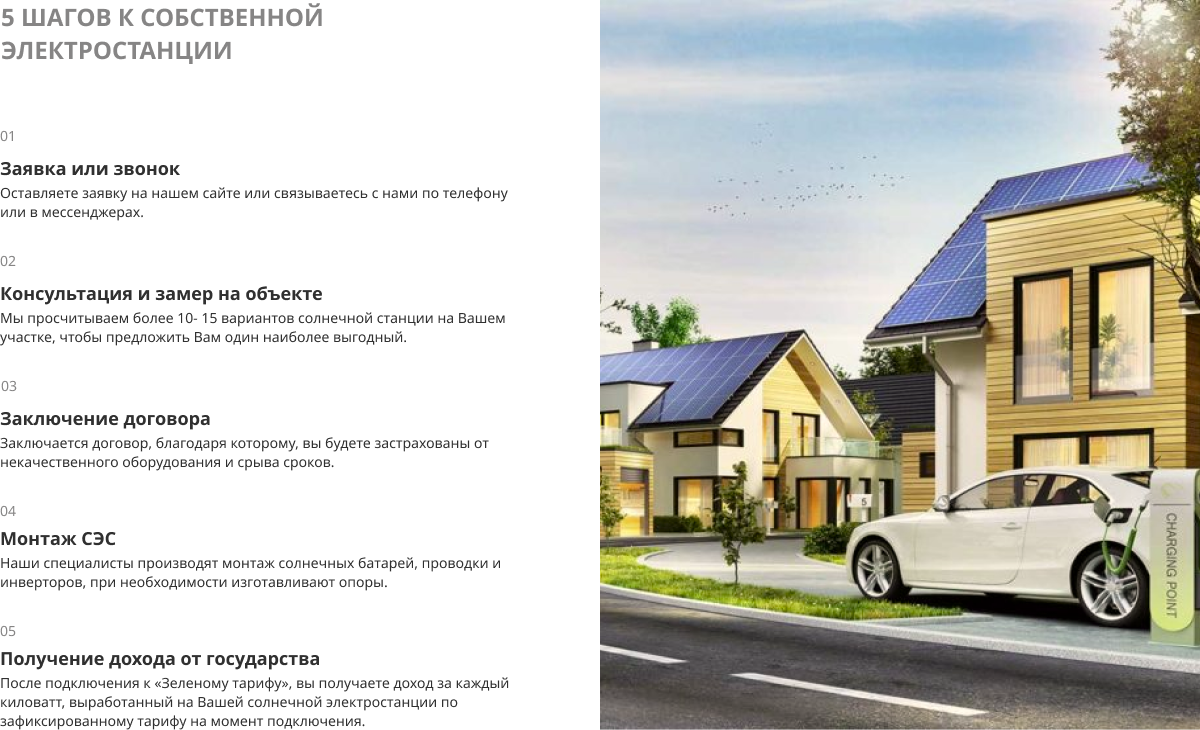 5 ШАГОВ К СОБСТВЕННОЙ
ЭЛЕКТРОСТАНЦИИ
01
Заявка или звонок
Оставляете заявку на нашем сайте или связываетесь с нами по телефону
или в мессенджерах.
02
Консультация и замер на объекте
Мы просчитываем более 10- 15 вариантов солнечной станции на Вашем
участке, чтобы предложить Вам один наиболее выгодный.
03
Заключение договора
Заключается договор, благодаря которому, вы будете застрахованы от
некачественного оборудования и срыва сроков.
04
Монтаж СЭС
Наши специалисты производят монтаж солнечных батарей, проводки и
инверторов, при необходимости изготавливают опоры.
05
Получение дохода от государства
После подключения к «Зеленому тарифу», вы получаете доход за каждый
киловатт, выработанный на Вашей солнечной электростанции по
зафиксированному тарифу на момент подключения.
5
CHARGING POINT